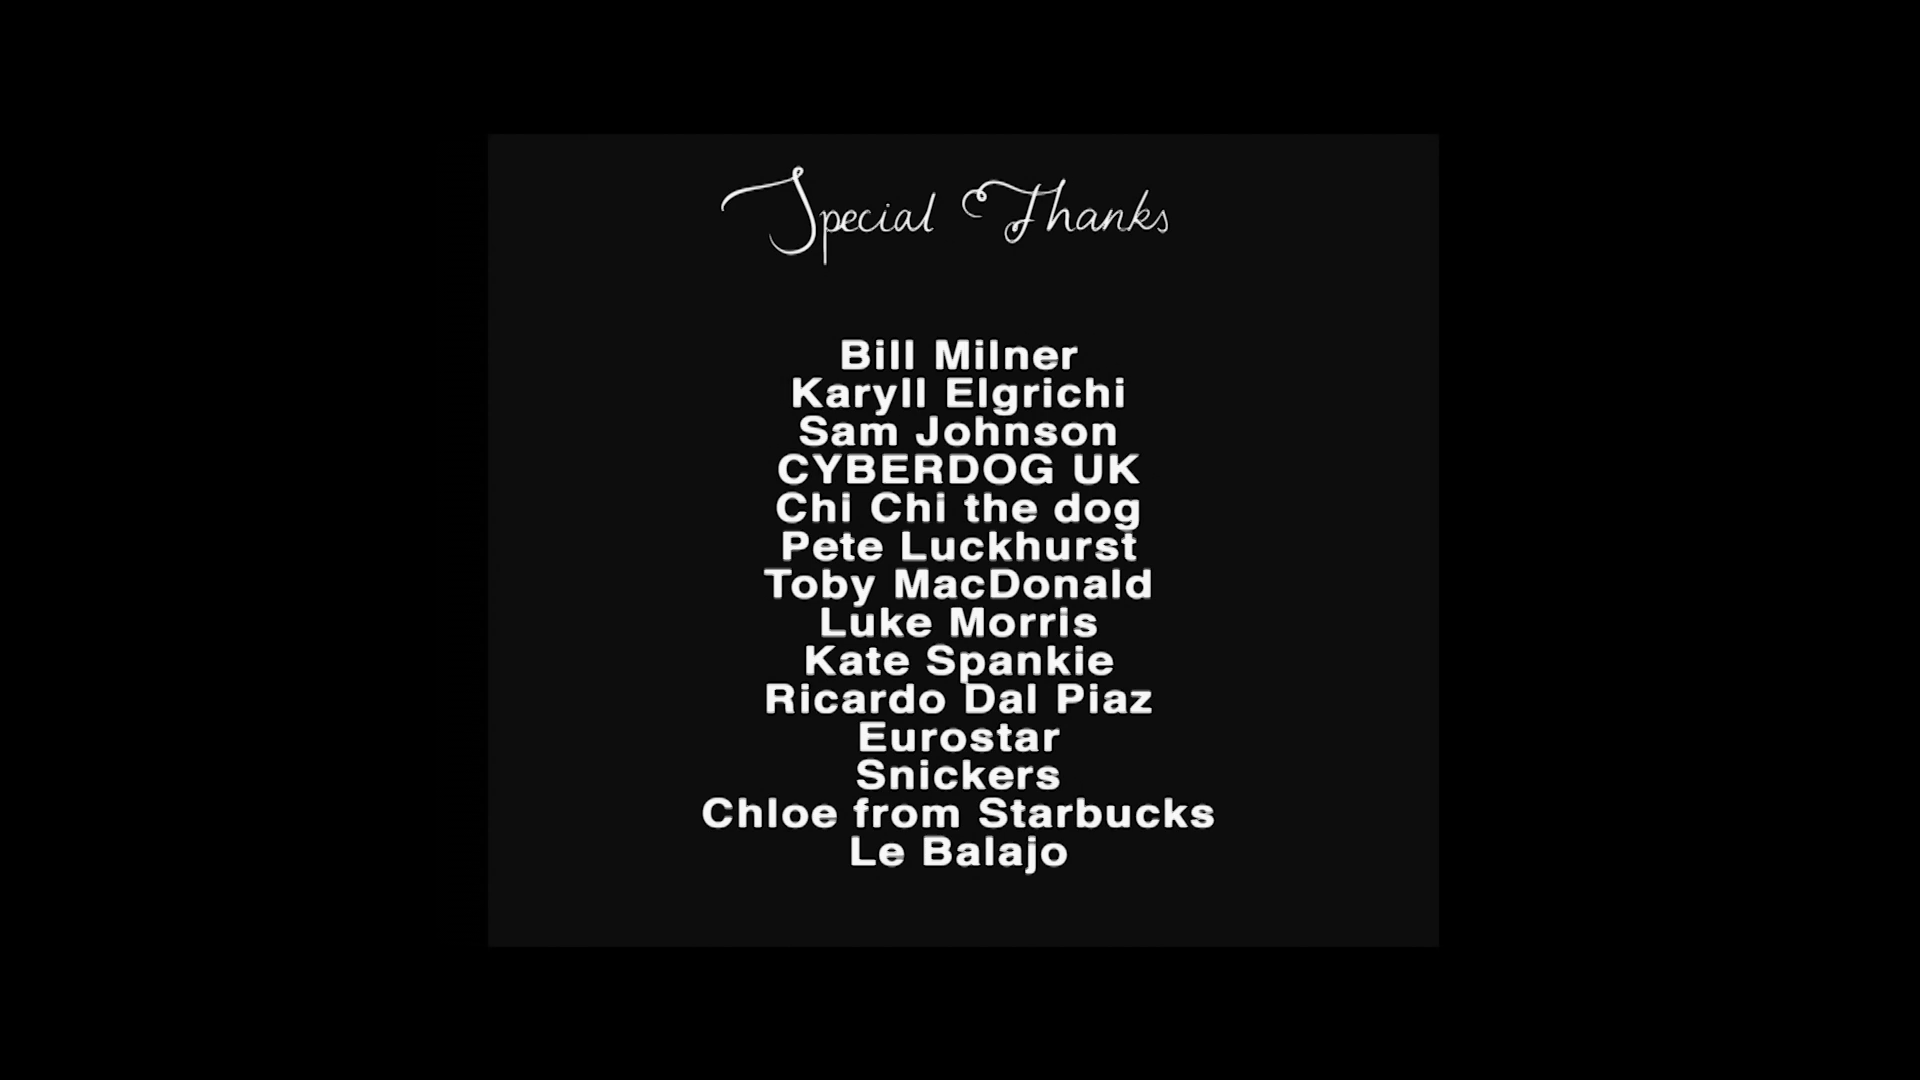 Special Thanks
Bill Milner
Karyll Elgrichi
Sam Johnson
CYBERDOG UK
Chi Chi the dog
Pete Luckhurst
Toby MacDonald
Luke Morris
Kate Spankie
Ricardo Dal Piaz
Eurostar
Snickers
Chloe from Starbucks
Le Balajo